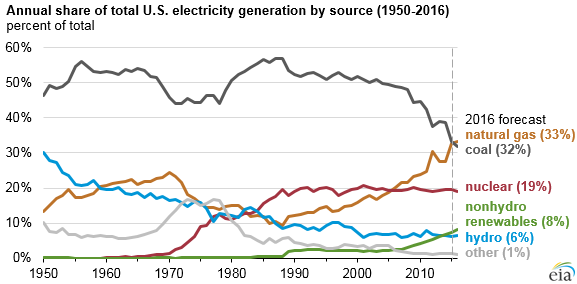 Annual share of total U.S. electricity generation by source (1950-2016)
percent of total
60%
50%
40%
30%
20%
10%
0%
1950
1960
1970
1980
1990
2000
2010
2016 forecast
natural gas (33%)
coal (32%)
nuclear (19%)
nonhydro
renewables (8%)
hydro (6%)
other (1%)
eia